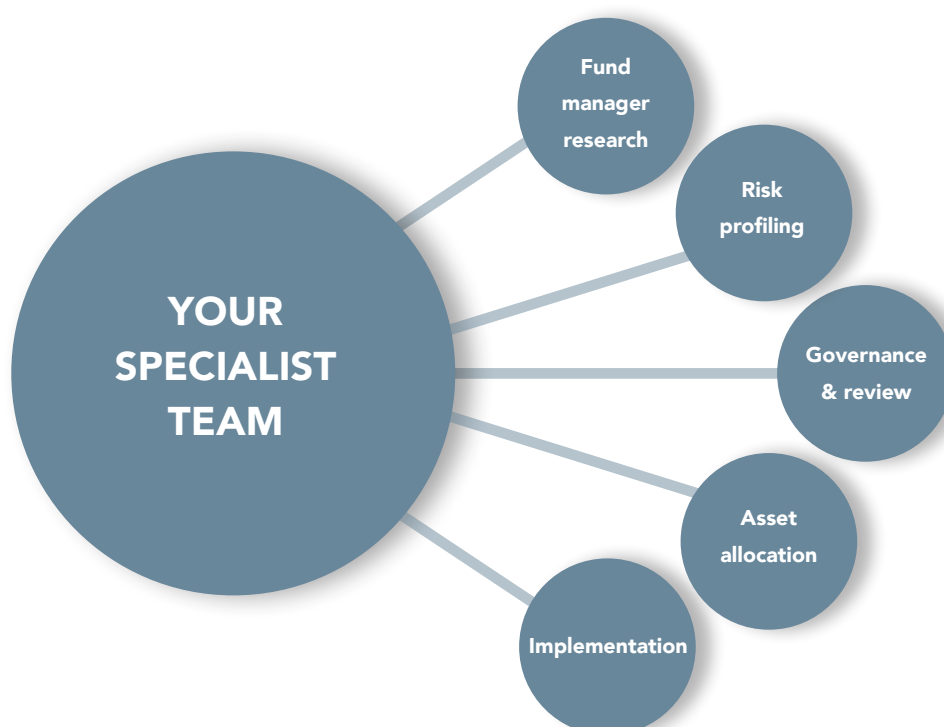 Fund
manager
research
Risk
profiling
YOUR
SPECIALIST
TEAM
Governance
& review
Asset
allocation
Implementation